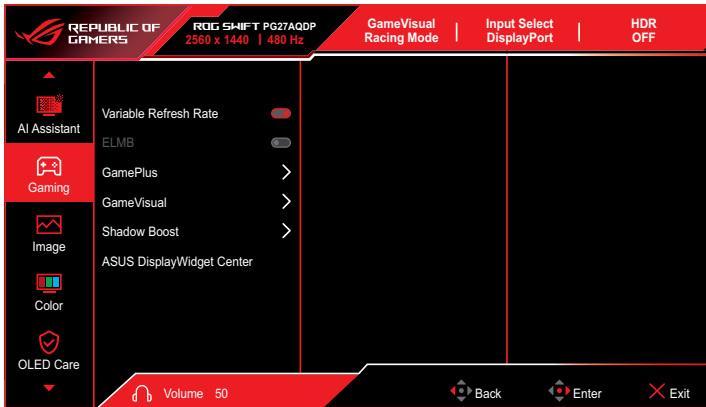 REPUBLIC OF
GAMERS
ROG SWIFT PG27AQDP
2560 x 1440 | 480 Hz
GameVisual
Racing Mode
Input Select
DisplayPort
HDR
OFF
AI Assistant
Gaming
Image
Color
OLED Care
Variable Refresh Rate
ELMB
GamePlus
GameVisual
Shadow Boost
ASUS DisplayWidget Center
Volume 50
Back
Enter
Exit